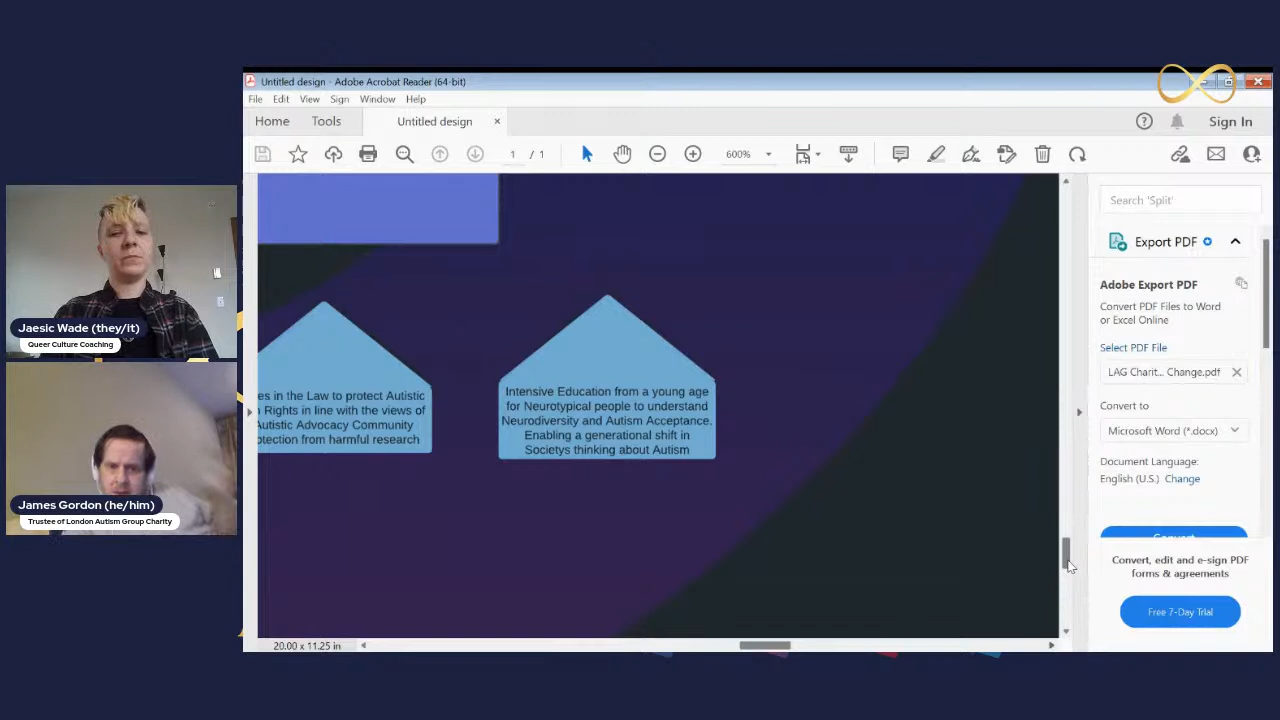 Untitled design - Adobe Acrobat Reader (64-bit)
File Edit View Sign Window Help
Home Tools Untitled design ×
Sign In
1 / 1
600%
Search 'Split'
Export PDF
Adobe Export PDF
Convert PDF Files to Word
or Excel Online
Select PDF File
LAG Charit... Change.pdf
Convert to
Microsoft Word (*.docx)
Document Language:
English (U.S.) Change
Convert
Convert, edit and e-sign PDF
forms & agreements
Free 7-Day Trial
es in the Law to protect Autistic
Rights in line with the views of
Autistic Advocacy Community
otection from harmful research
Intensive Education from a young age
for Neurotypical people to understand
Neurodiversity and Autism Acceptance.
Enabling a generational shift in
Societys thinking about Autism
20.00 x 11.25 in
Jaesic Wade (they/it)
Queer Culture Coaching
James Gordon (he/him)
Trustee of London Autism Group Charity